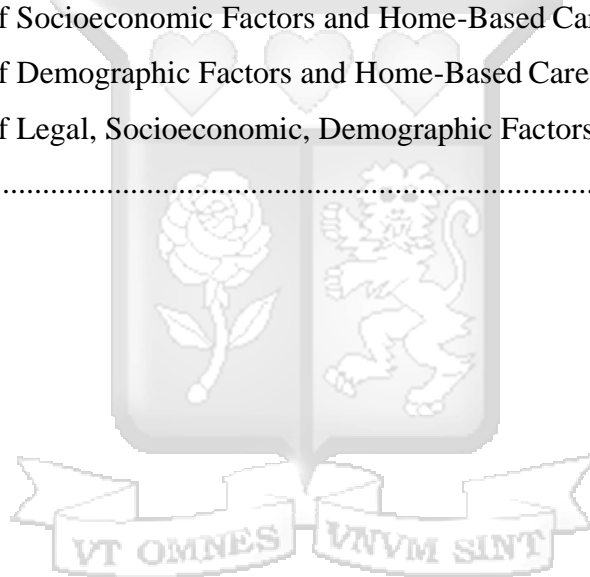 f Socioeconomic Factors and Home-Based Car
f Demographic Factors and Home-Based Care
f Legal, Socioeconomic, Demographic Factors
................................................................................
VT OMNES VNVM SINT